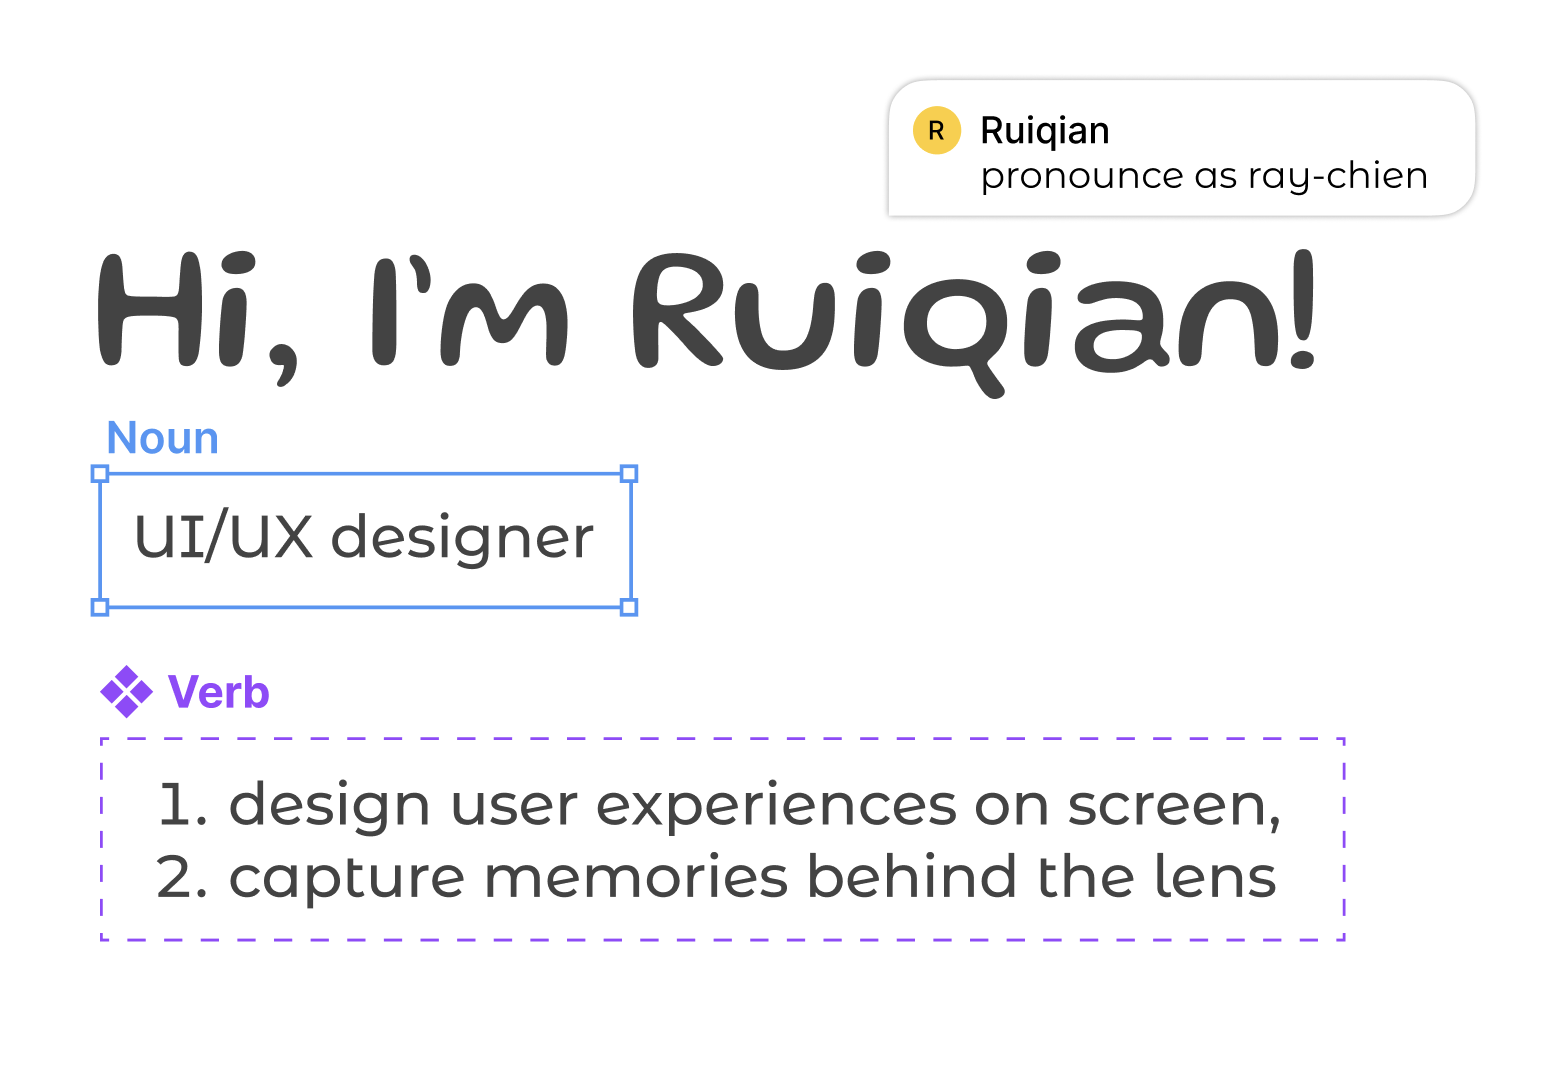 R
Ruiqian
pronounce as ray-chien
Hi, I'm Ruiqian!
Noun
UI/UX designer
Verb
1. design user experiences on screen,
2. capture memories behind the lens